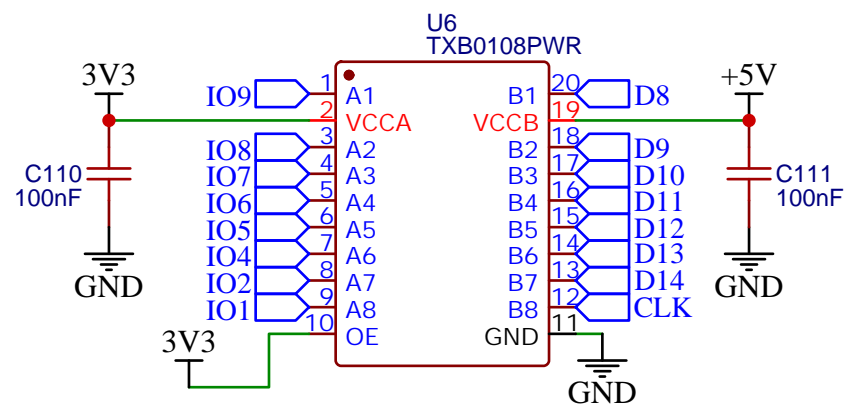 U6
TXB0108PWR
3V3
+5V
IO9 1 A1 B1 20 D8
2 VCCA VCCB 19
IO8 3 A2 B2 18 D9
C110 IO7 4 A3 B3 17 D10 C111
100nF IO6 5 A4 B4 16 D11 100nF
IO5 6 A5 B5 15 D12
IO4 7 A6 B6 14 D13
GND IO2 8 A7 B7 13 D14 GND
IO1 9 A8 B8 12 CLK
3V3 10 OE GND 11
GND